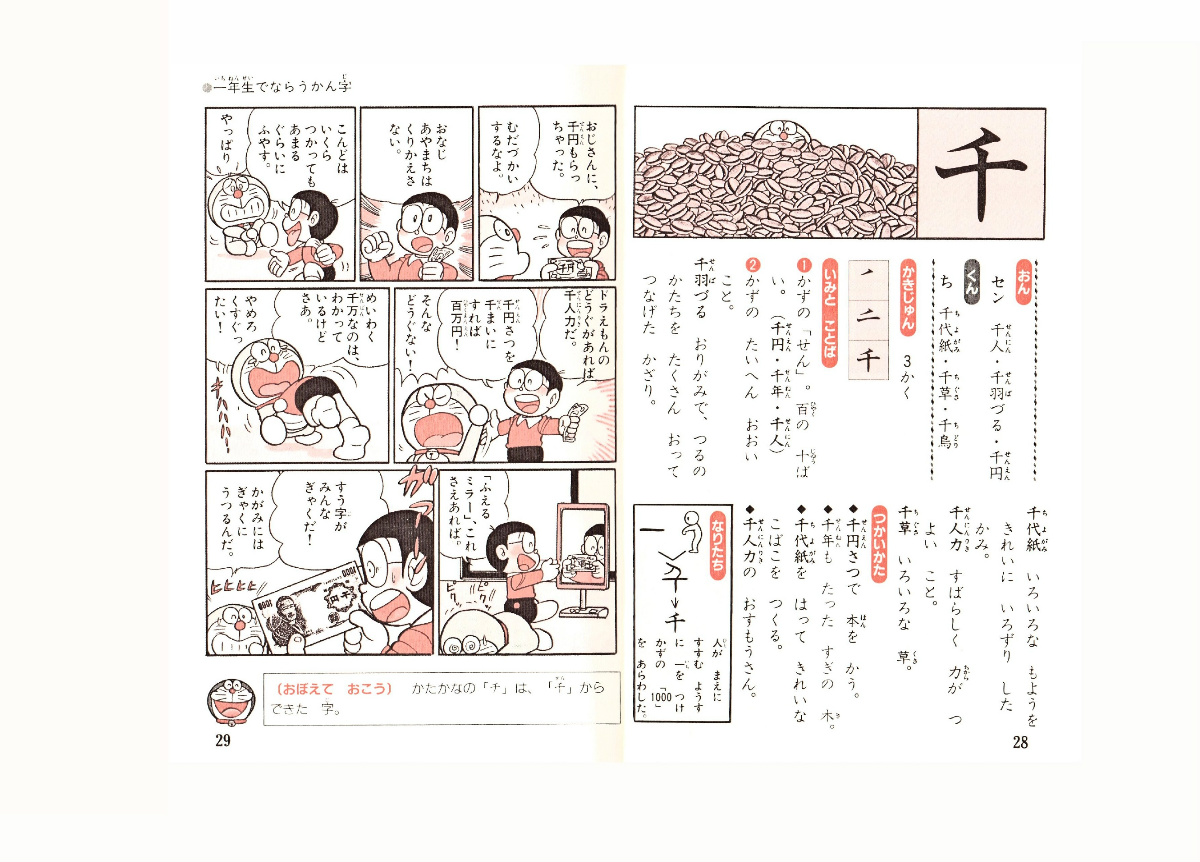 千
おん
セン 千人・千羽づる・千円
くん
ち 千代紙・千草・千鳥
かきじゅん
3かく
ノ 二 千
いみと ことば
❶かずの「せん」。百の 十ば
い。(千円・千年・千人)
❷かずの たいへん おおい
こと。
千羽づる おりがみで、つるの
かたちを たくさん おって
つなげた かざり。
千代紙 いろいろな もようを
きれいに いろずり した
かみ。
千人力 すばらしく 力が つ
よい こと。
千草 いろいろな 草。
つかいかた
◆千円さつで 本を かう。
◆千年も たった すぎの 木。
◆千代紙を はって きれいな
こばこを つくる。
◆千人力の おすもうさん。
なりたち
千
人が まえに
すすむ ようす
に 一を つけ
かずの 「1000」
を あらわした。
28
一年生でならうかん字
おじさんに、
千円もらっ
ちゃった。
むだづかい
するなよ。
おなじ
あやまちは
くりかえさ
ない。
こんどは
いくら
つかっても
あまる
ぐらいに
ふやす。
やっぱり
ドラえもんの
どうぐがあれば
千人力だ。
千円さつを
千まいに
すれば
百万円!
そんな
どうぐない!
めいわく
千万なのは、
わかって
いるけど
さあ。
やめろ
くすぐっ
たい!
「ふえる
ミラー」、これ
さえあれば。
ピクッ
ピクッ
ガーッ
すう字が
みんな
ぎゃくだ!
かがみには
ぎゃくに
うつるんだ。
ヒヒヒヒ
(おぼえて おこう) かたかなの「チ」は、「千」から
できた 字。
29